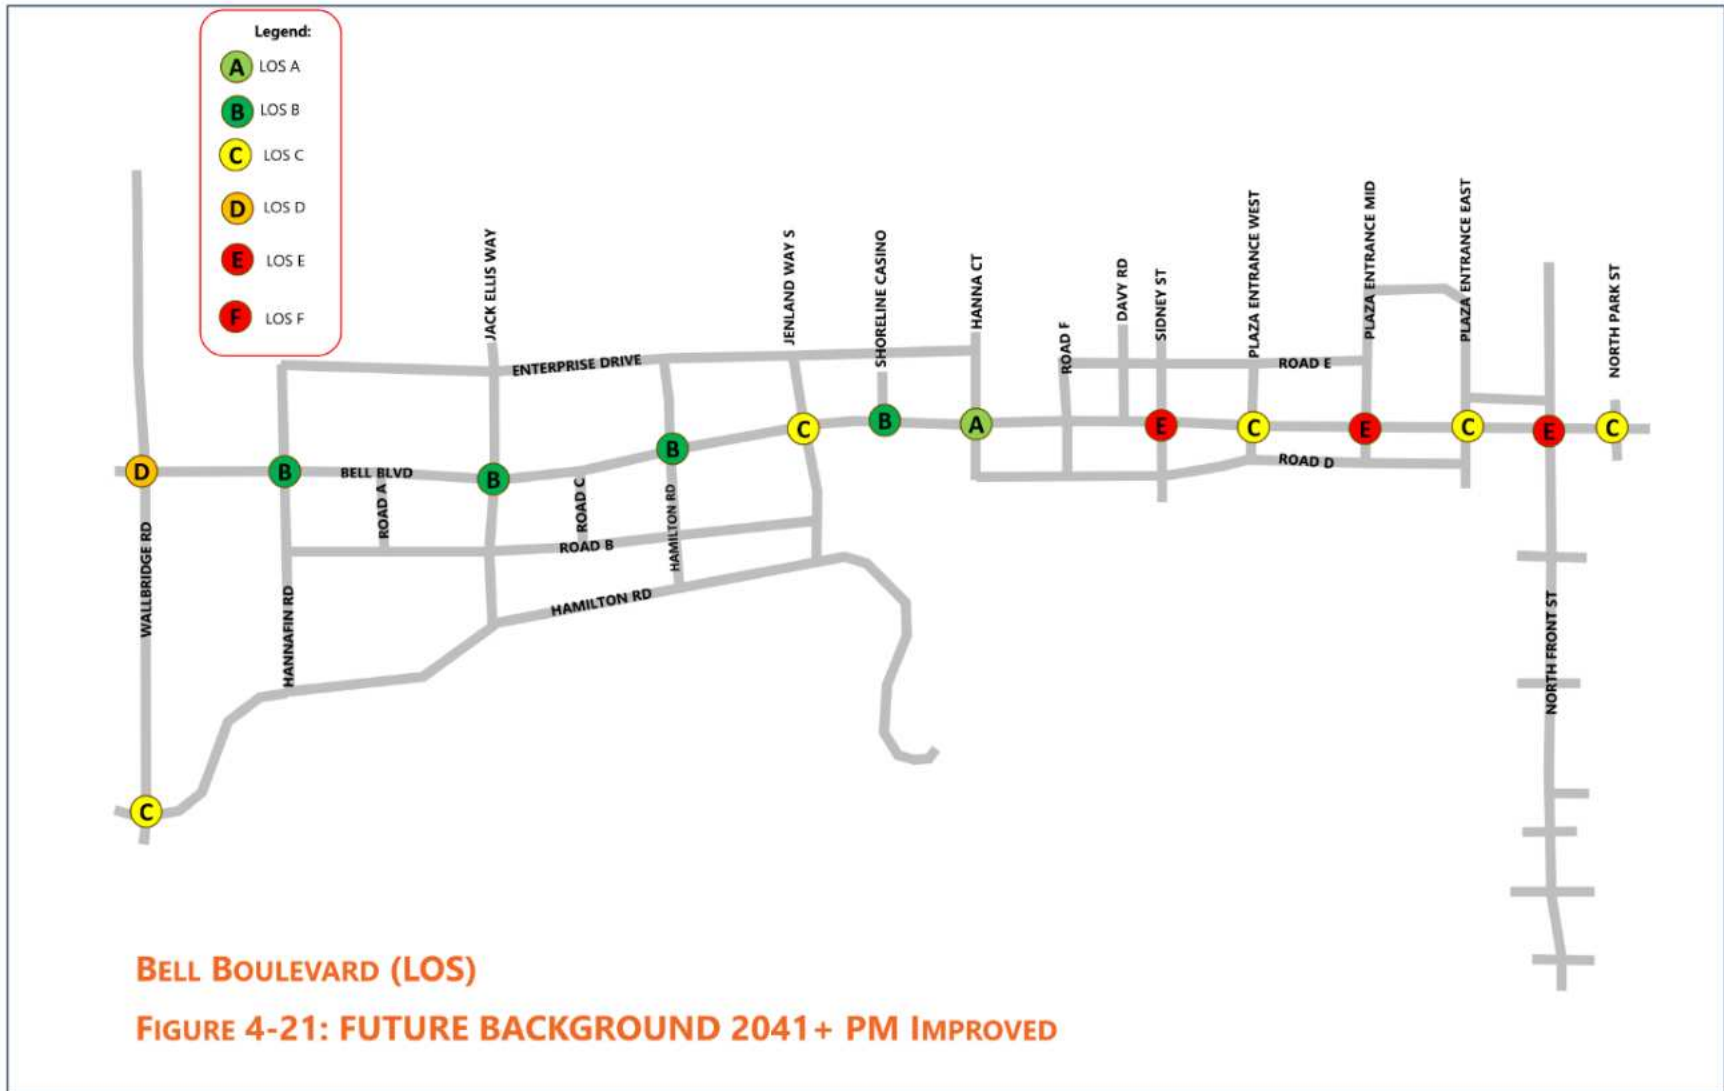 Legend:
A LOS A
B LOS B
C LOS C
D LOS D
E LOS E
F LOS F
JACK ELLIS WAY
JENLAND WAY S
SHORELINE CASINO
HANNA CT
ROAD F
DAVY RD
SIDNEY ST
PLAZA ENTRANCE WEST
PLAZA ENTRANCE MID
PLAZA ENTRANCE EAST
NORTH PARK ST
ENTERPRISE DRIVE
ROAD E
D
B
B
B
C
B
A
E
C
E
C
E
C
BELL BLVD
ROAD D
ROAD A
ROAD C
HAMILTON RD
ROAD B
WALLBRIDGE RD
HANNAFIN RD
HAMILTON RD
NORTH FRONT ST
C
BELL BOULEVARD (LOS)
FIGURE 4-21: FUTURE BACKGROUND 2041+ PM IMPROVED